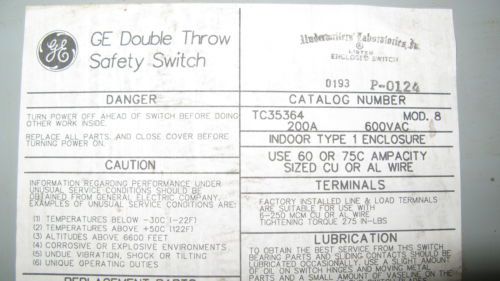 GE
GE Double Throw
Safety Switch
Underwriters' Laboratories, Inc.
LISTED
ENCLOSED SWITCH
0193 P-0124
DANGER
TURN POWER OFF AHEAD OF SWITCH BEFORE DOING
OTHER WORK INSIDE.
REPLACE ALL PARTS, AND CLOSE COVER BEFORE
TURNING POWER ON.
CAUTION
INFORMATION REGARDING PERFORMANCE UNDER
UNUSUAL SERVICE CONDITIONS SHOULD BE
OBTAINED FROM GENERAL ELECTRIC COMPANY.
EXAMPLES OF UNUSUAL SERVICE CONDITIONS ARE:
(1) TEMPERATURES BELOW -30C (-22F)
(2) TEMPERATURES ABOVE +50C (122F)
(3) ALTITUDES ABOVE 6600 FEET
(4) CORROSIVE OR EXPLOSIVE ENVIRONMENTS
(5) UNDUE VIBRATION, SHOCK OR TILTING
(6) UNIQUE OPERATING DUTIES
REPLACEMENT PARTS
CATALOG NUMBER
TC35364 MOD. 8
200A 600VAC
INDOOR TYPE 1 ENCLOSURE
USE 60 OR 75C AMPACITY
SIZED CU OR AL WIRE
TERMINALS
FACTORY INSTALLED LINE & LOAD TERMINALS
ARE SUITABLE FOR USE WITH
6-250 MCM CU OR AL WIRE
TIGHTENING TORQUE 275 IN-LBS
LUBRICATION
TO OBTAIN THE BEST SERVICE FROM THIS SWITCH
BEARING PARTS AND SLIDING CONTACTS SHOULD BE
LUBRICATED OCCASIONALLY. USE A SLIGHT AMOUNT
OF OIL ON SWITCH HINGES AND MOVING METAL
PARTS AND A SMALL AMOUNT OF VASELINE ON THE